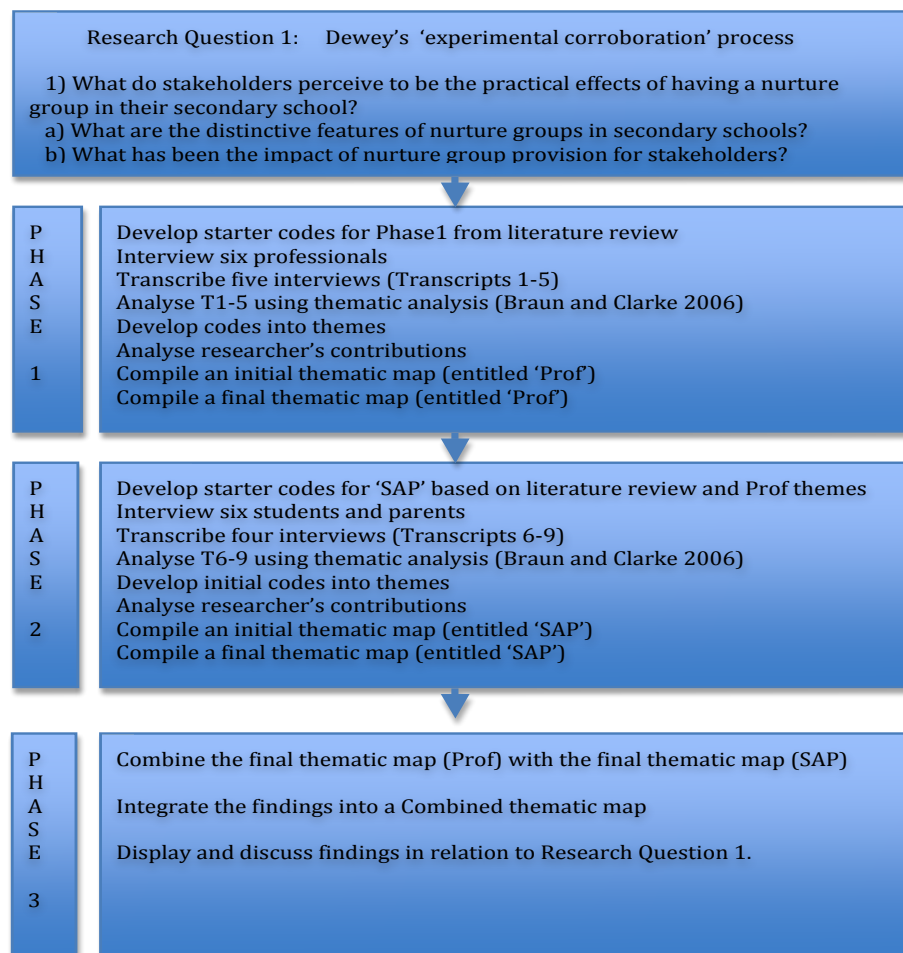 Research Question 1: Dewey's 'experimental corroboration' process
1) What do stakeholders perceive to be the practical effects of having a nurture
group in their secondary school?
a) What are the distinctive features of nurture groups in secondary schools?
b) What has been the impact of nurture group provision for stakeholders?
P
H
A
S
E
1
Develop starter codes for Phase1 from literature review
Interview six professionals
Transcribe five interviews (Transcripts 1-5)
Analyse T1-5 using thematic analysis (Braun and Clarke 2006)
Develop codes into themes
Analyse researcher's contributions
Compile an initial thematic map (entitled 'Prof')
Compile a final thematic map (entitled 'Prof')
P
H
A
S
E
2
Develop starter codes for 'SAP' based on literature review and Prof themes
Interview six students and parents
Transcribe four interviews (Transcripts 6-9)
Analyse T6-9 using thematic analysis (Braun and Clarke 2006)
Develop initial codes into themes
Analyse researcher's contributions
Compile an initial thematic map (entitled 'SAP')
Compile a final thematic map (entitled 'SAP')
P
H
A
S
E
3
Combine the final thematic map (Prof) with the final thematic map (SAP)
Integrate the findings into a Combined thematic map
Display and discuss findings in relation to Research Question 1.